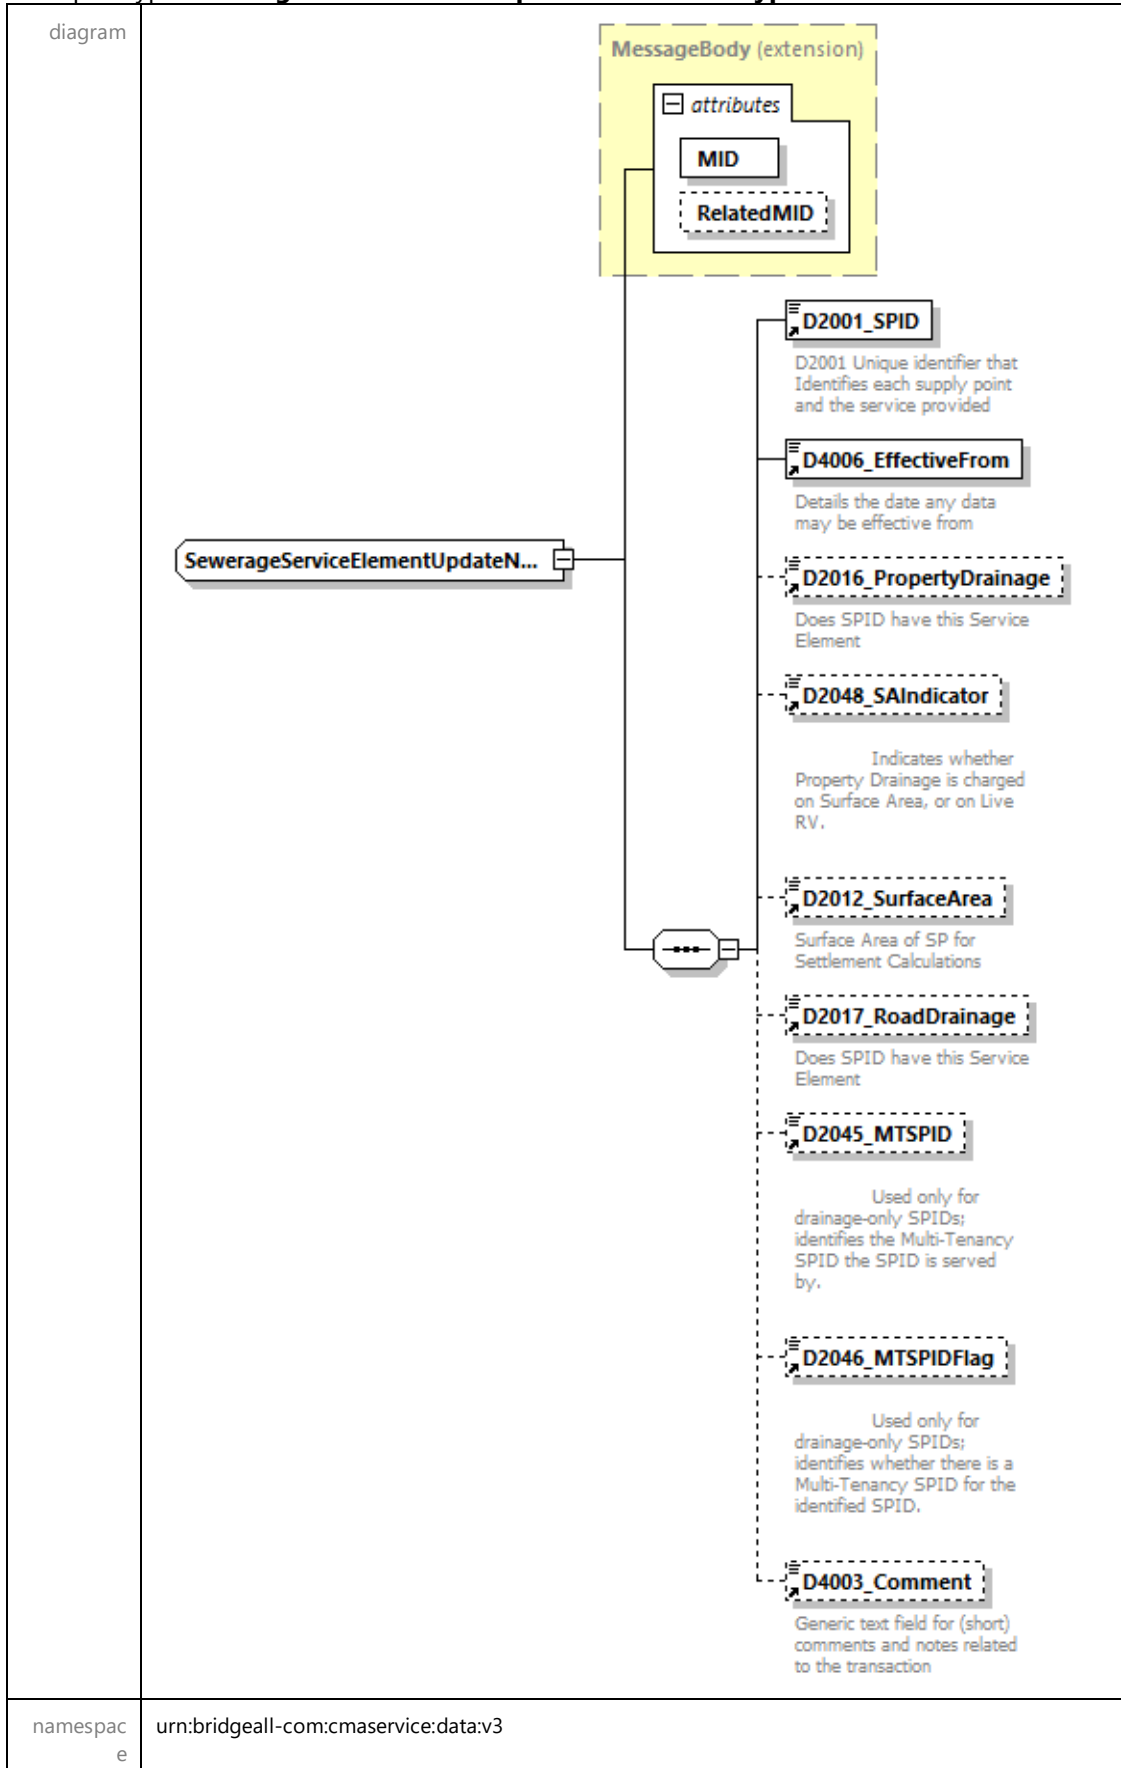 diagram
MessageBody (extension)
attributes
MID
RelatedMID
D2001_SPID
D2001 Unique identifier that
Identifies each supply point
and the service provided
D4006_EffectiveFrom
Details the date any data
may be effective from
SewerageServiceElementUpdateN...
D2016_PropertyDrainage
Does SPID have this Service
Element
D2048_SAIndicator
Indicates whether
Property Drainage is charged
on Surface Area, or on Live
RV.
D2012_SurfaceArea
Surface Area of SP for
Settlement Calculations
D2017_RoadDrainage
Does SPID have this Service
Element
D2045_MTSPID
Used only for
drainage-only SPIDs;
identifies the Multi-Tenancy
SPID the SPID is served
by.
D2046_MTSPIDFlag
Used only for
drainage-only SPIDs;
identifies whether there is a
Multi-Tenancy SPID for the
identified SPID.
D4003_Comment
Generic text field for (short)
comments and notes related
to the transaction
namespac
e
urn:bridgeall-com:cmaservice:data:v3